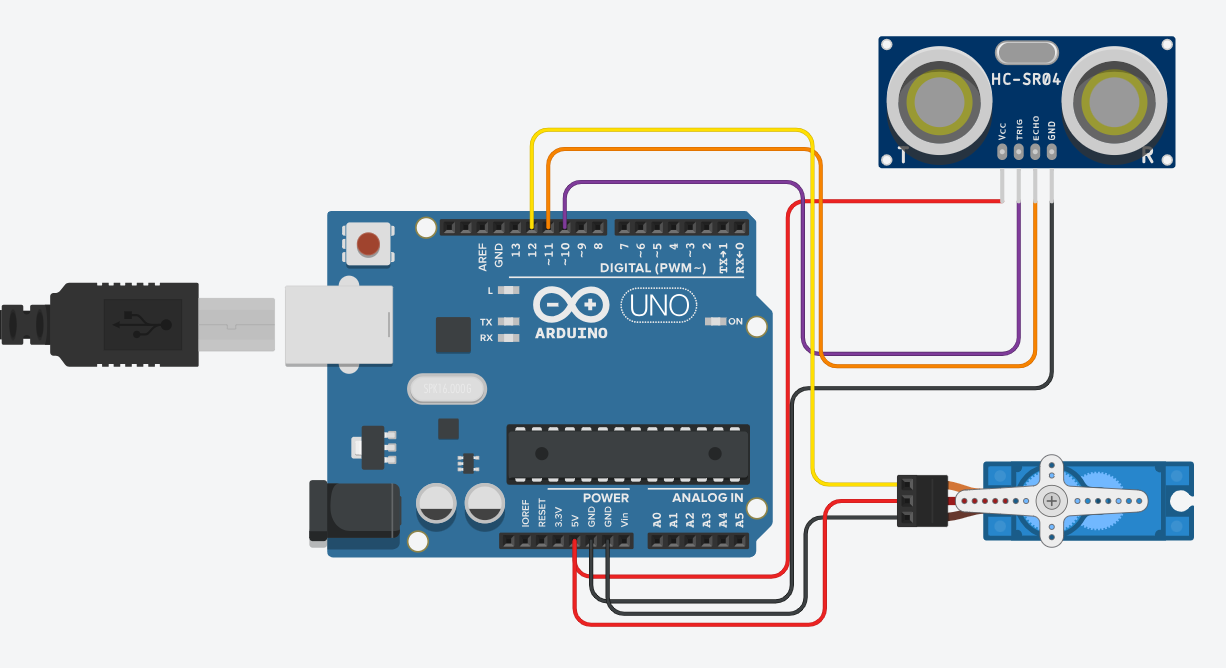 HC-SR04
VCC
TRIG
ECHO
GND
T
R
AREF
GND
13
12
~11
~10
~9
8
7
~6
~5
4
~3
2
TX→1
RX←0
DIGITAL (PWM~)
L
TX
RX
ARDUINO
UNO
ON
SPK16.000G
POWER
ANALOG IN
IOREF
RESET
3.3V
5V
GND
GND
Vin
A0
A1
A2
A3
A4
A5